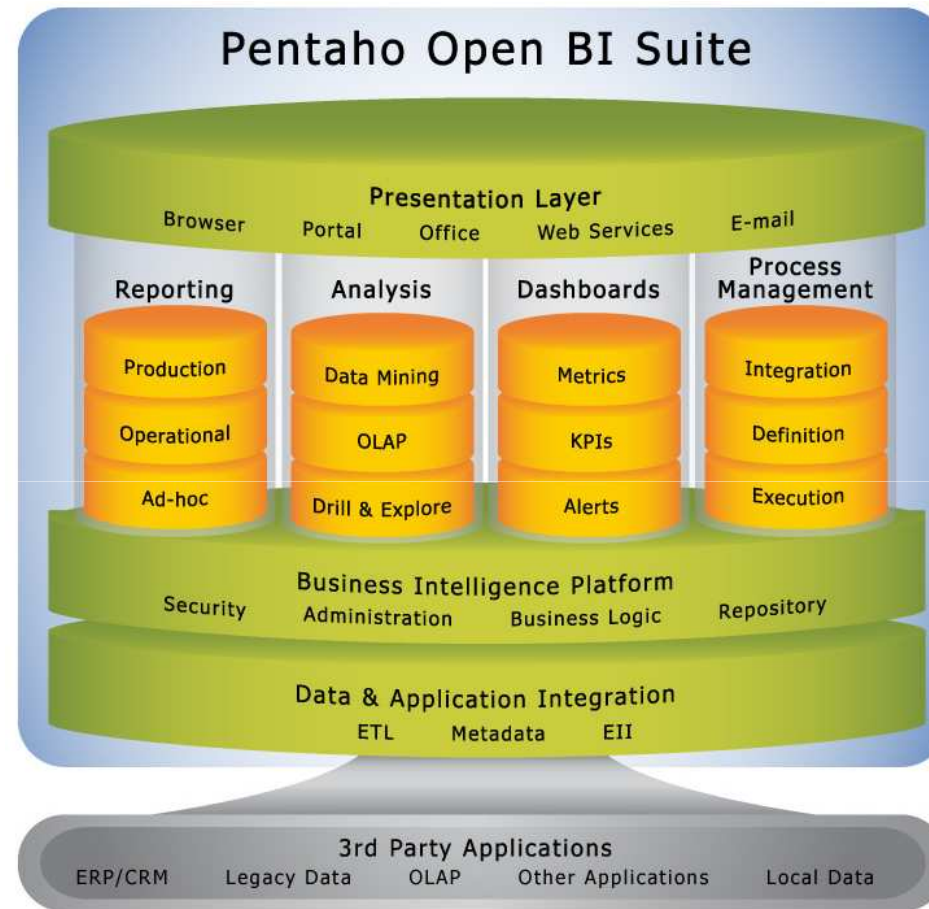 Pentaho Open BI Suite
Presentation Layer
Browser Portal Office Web Services E-mail
Reporting
Production
Operational
Ad-hoc
Analysis
Data Mining
OLAP
Drill & Explore
Dashboards
Metrics
KPIs
Alerts
Process
Management
Integration
Definition
Execution
Business Intelligence Platform
Security Administration Business Logic Repository
Data & Application Integration
ETL Metadata EII
3rd Party Applications
ERP/CRM Legacy Data OLAP Other Applications Local Data